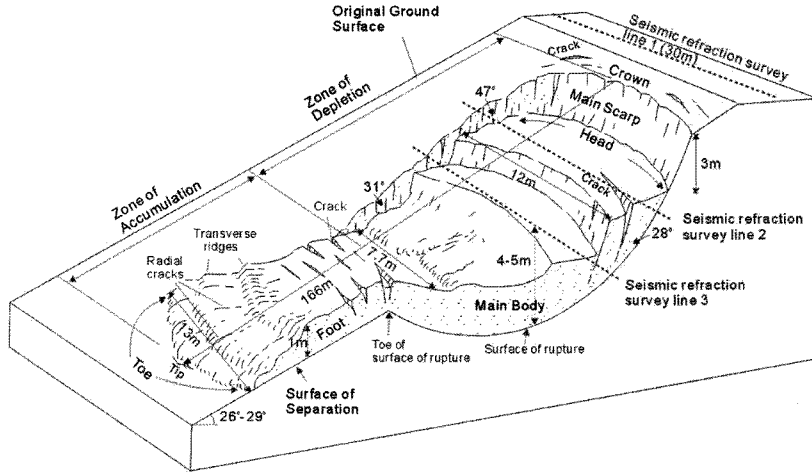 Original Ground
Surface
Seismic refraction survey
line 1 (30m)
Crack
Crown
Zone of
Depletion
Main Scarp
47°
Head
3m
12m
Crack
Zone of
Accumulation
31°
Crack
28°
Seismic refraction
survey line 2
Transverse
ridges
Radial
cracks
7.7m
4-5m
Seismic refraction
survey line 3
166m
Main Body
13m
1m
Foot
Toe
Tip
Toe of
surface of rupture
Surface of rupture
Surface of
Separation
26°-29°